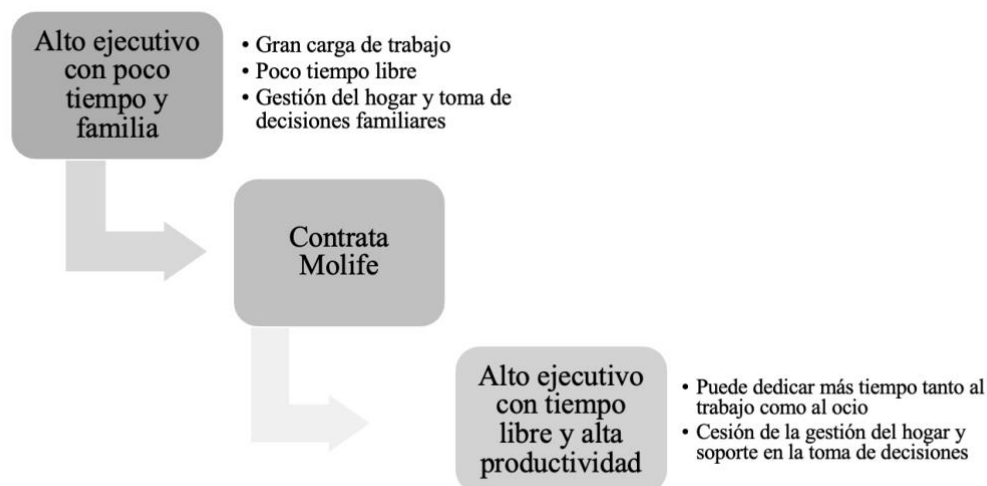 Alto ejecutivo
con poco
tiempo y
familia
• Gran carga de trabajo
• Poco tiempo libre
• Gestión del hogar y toma de
decisiones familiares
Contrata
Molife
Alto ejecutivo
con tiempo
libre y alta
productividad
• Puede dedicar más tiempo tanto al
trabajo como al ocio
• Cesión de la gestión del hogar y
soporte en la toma de decisiones